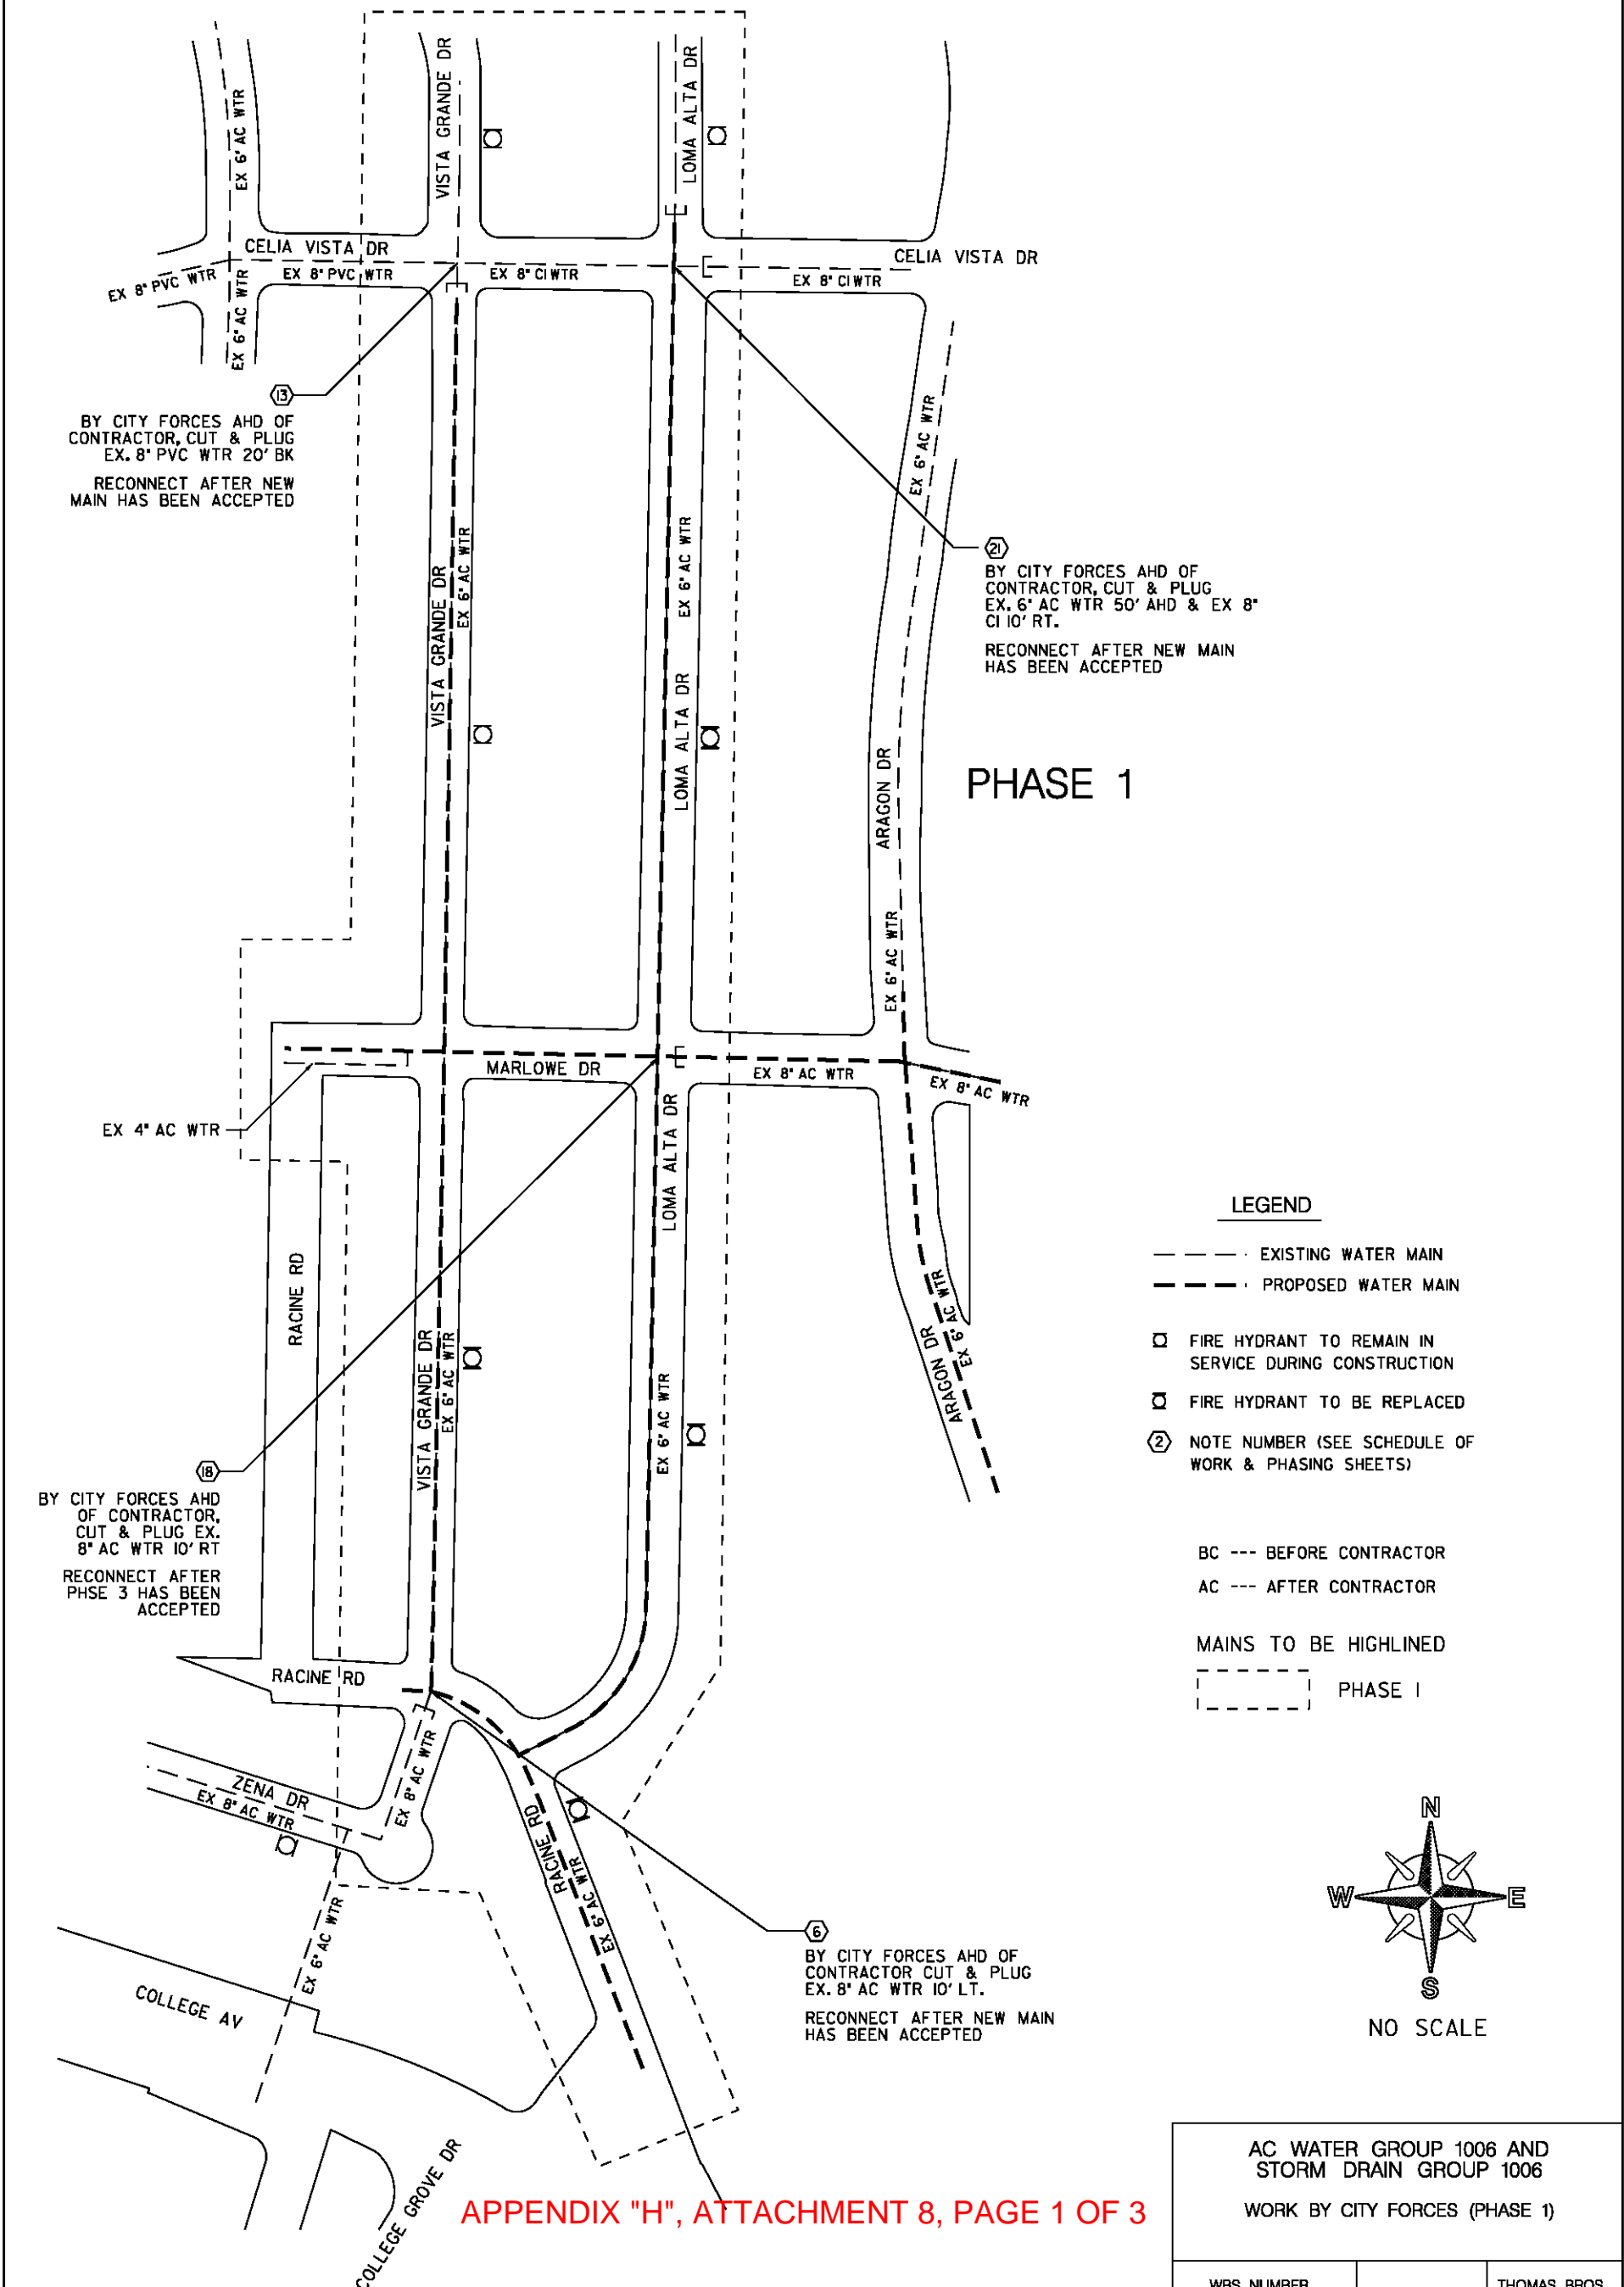 VISTA GRANDE DR
LOMA ALTA DR
EX 6" AC WTR
CELIA VISTA DR
CELIA VISTA DR
EX 8" PVC WTR
EX 8" PVC WTR
EX 8" CI WTR
EX 8" CI WTR
EX 6" AC WTR
13
BY CITY FORCES AHD OF
CONTRACTOR, CUT & PLUG
EX. 8" PVC WTR 20' BK
RECONNECT AFTER NEW
MAIN HAS BEEN ACCEPTED
EX 6" AC WTR
VISTA GRANDE DR
EX 6" AC WTR
EX 6" AC WTR
LOMA ALTA DR
21
BY CITY FORCES AHD OF
CONTRACTOR, CUT & PLUG
EX. 6" AC WTR 50' AHD & EX 8"
CI 10' RT.
RECONNECT AFTER NEW MAIN
HAS BEEN ACCEPTED
PHASE 1
ARAGON DR
EX 6" AC WTR
MARLOWE DR
EX 8" AC WTR
EX 8" AC WTR
EX 4" AC WTR
LOMA ALTA DR
RACINE RD
VISTA GRANDE DR
EX 6" AC WTR
EX 6" AC WTR
ARAGON DR
EX 6" AC WTR
LEGEND
EXISTING WATER MAIN
PROPOSED WATER MAIN
FIRE HYDRANT TO REMAIN IN
SERVICE DURING CONSTRUCTION
FIRE HYDRANT TO BE REPLACED
2
NOTE NUMBER (SEE SCHEDULE OF
WORK & PHASING SHEETS)
BC --- BEFORE CONTRACTOR
AC --- AFTER CONTRACTOR
MAINS TO BE HIGHLINED
PHASE I
18
BY CITY FORCES AHD
OF CONTRACTOR,
CUT & PLUG EX.
8" AC WTR 10' RT
RECONNECT AFTER
PHSE 3 HAS BEEN
ACCEPTED
RACINE RD
ZENA DR
EX 8" AC WTR
EX 8" AC WTR
RACINE RD
EX 6" AC WTR
EX 6" AC WTR
COLLEGE AV
COLLEGE GROVE DR
6
BY CITY FORCES AHD OF
CONTRACTOR CUT & PLUG
EX. 8" AC WTR 10' LT.
RECONNECT AFTER NEW MAIN
HAS BEEN ACCEPTED
N
W
E
S
NO SCALE
APPENDIX "H", ATTACHMENT 8, PAGE 1 OF 3
AC WATER GROUP 1006 AND
STORM DRAIN GROUP 1006
WORK BY CITY FORCES (PHASE 1)
WBS NUMBER
THOMAS BROS